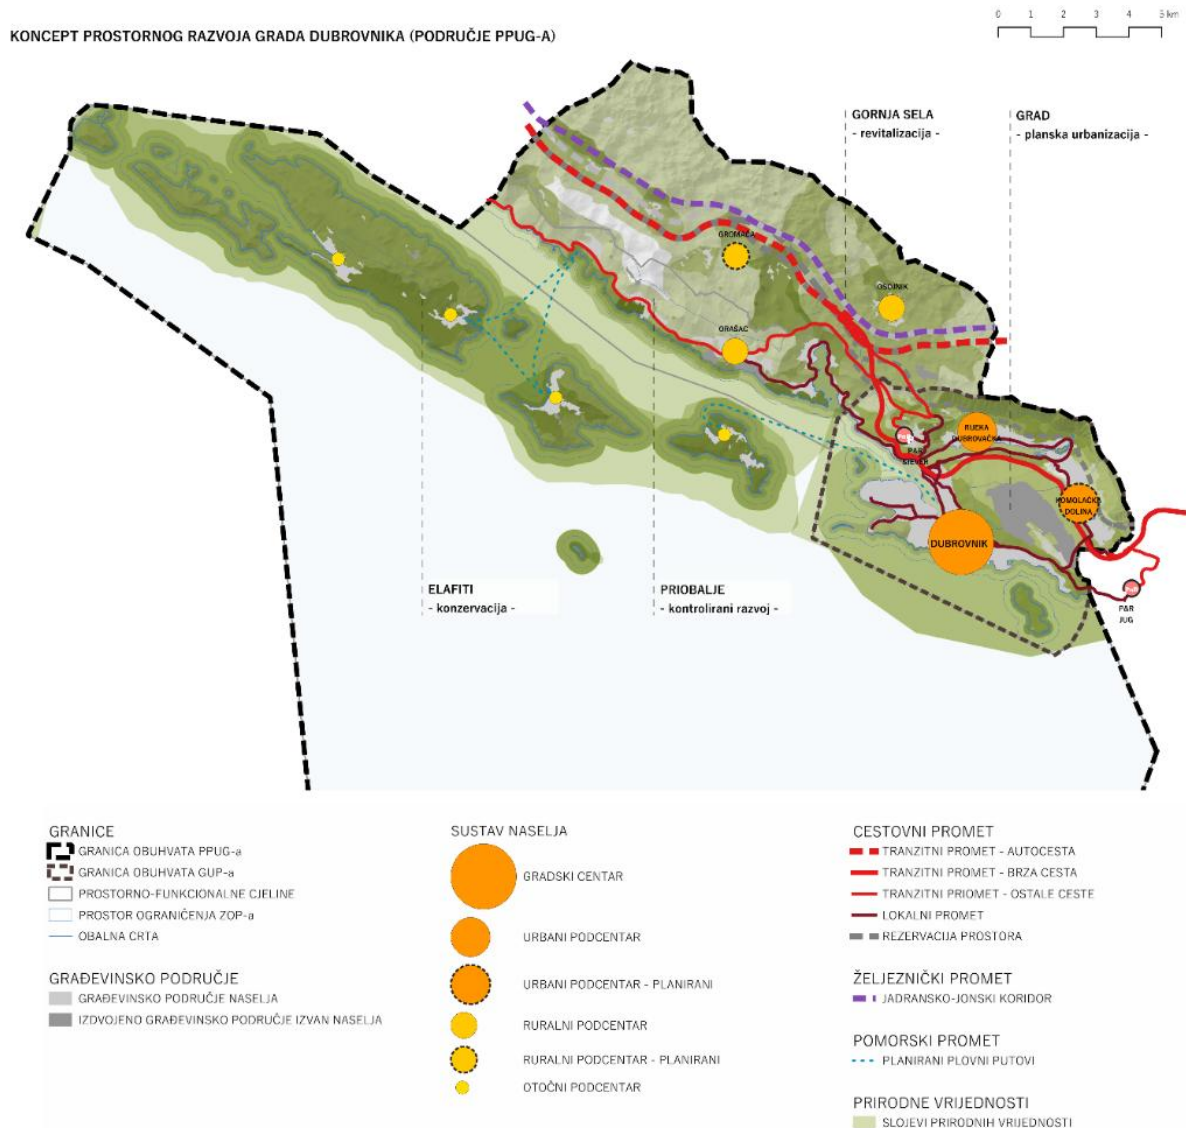 KONCEPT PROSTORNOG RAZVOJA GRADA DUBROVNIKA (PODRUČJE PPUG-A)
0 1 2 3 4 5 km
GORNJA SELA
- revitalizacija -
GRAD
- planska urbanizacija -
GROMAČA
OSOJNIK
ORAŠAC
RIJEKA
DUBROVAČKA
P&R
SJEVER
KOMOLAČKA
DOLINA
DUBROVNIK
ELAFITI
- konzervacija -
PRIOBALJE
- kontrolirani razvoj -
P&R
JUG
GRANICE
GRANICA OBUHVATA PPUG-a
GRANICA OBUHVATA GUP-a
PROSTORNO-FUNKCIONALNE CJELINE
PROSTOR OGRANIČENJA ZOP-a
OBALNA CRTA
GRAĐEVINSKO PODRUČJE
GRAĐEVINSKO PODRUČJE NASELJA
IZDVOJENO GRAĐEVINSKO PODRUČJE IZVAN NASELJA
SUSTAV NASELJA
GRADSKI CENTAR
URBANI PODCENTAR
URBANI PODCENTAR - PLANIRANI
RURALNI PODCENTAR
RURALNI PODCENTAR - PLANIRANI
OTOČNI PODCENTAR
CESTOVNI PROMET
TRANZITNI PROMET - AUTOCESTA
TRANZITNI PROMET - BRZA CESTA
TRANZITNI PRIOMET - OSTALE CESTE
LOKALNI PROMET
REZERVACIJA PROSTORA
ŽELJEZNIČKI PROMET
JADRANSKO-JONSKI KORIDOR
POMORSKI PROMET
PLANIRANI PLOVNI PUTOVI
PRIRODNE VRIJEDNOSTI
SLOJEVI PRIRODNIH VRIJEDNOSTI